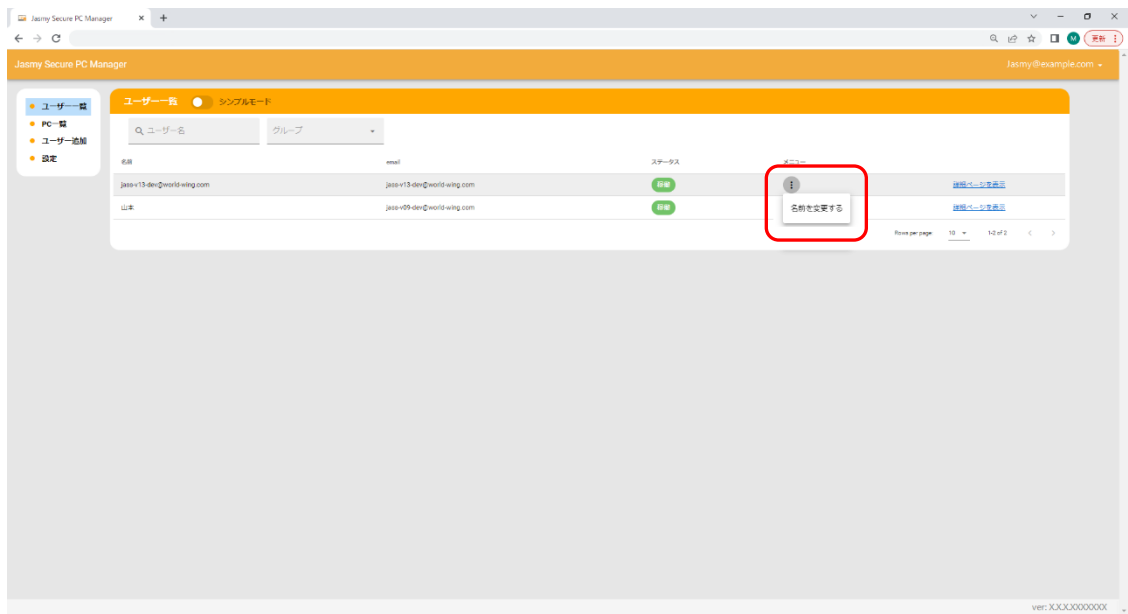 Jasmy Secure PC Manager
更新
Jasmy Secure PC Manager
Jasmy@example.com
ユーザー一覧
PC一覧
ユーザー追加
設定
ユーザー一覧 シンプルモード
ユーザー名 グループ
名前 email ステータス メニュー
jasa-v13-dev@world-wing.com jasa-v13-dev@world-wing.com 稼働 詳細ページを表示
山本 jasa-v09-dev@world-wing.com 稼働 詳細ページを表示
名前を変更する
Rows per page 10 1-2 of 2
ver: X.X.XXXXXXXX